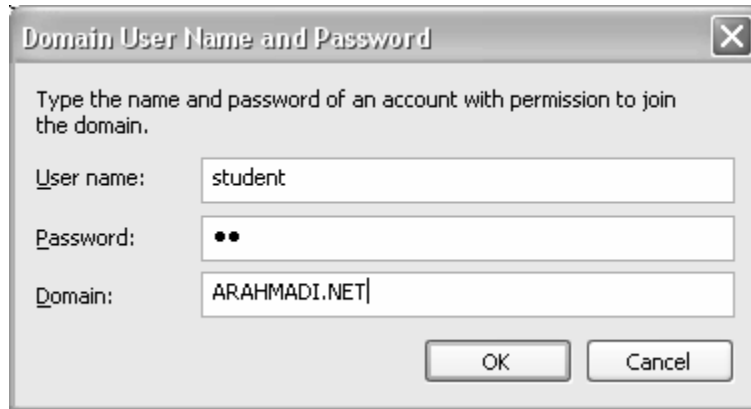 Domain User Name and Password
Type the name and password of an account with permission to join
the domain.
User name: student
Password: ●●
Domain: ARAHMADI.NET
OK Cancel